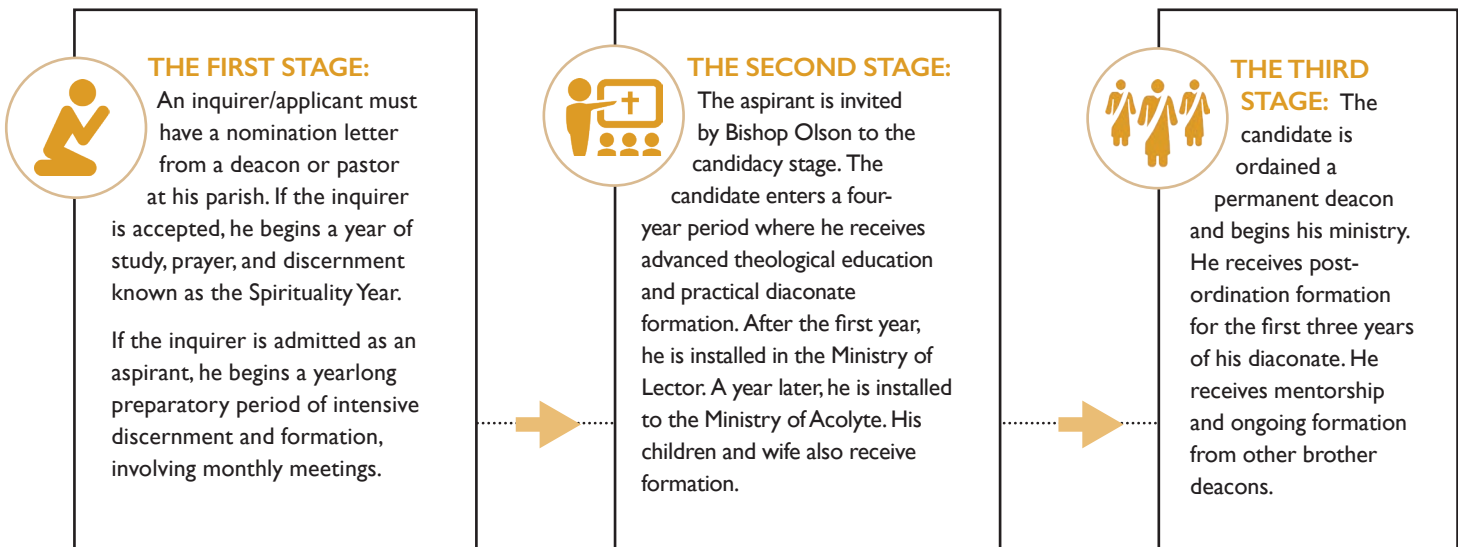 THE FIRST STAGE:
An inquirer/applicant must
have a nomination letter
from a deacon or pastor
at his parish. If the inquirer
is accepted, he begins a year of
study, prayer, and discernment
known as the Spirituality Year.
If the inquirer is admitted as an
aspirant, he begins a yearlong
preparatory period of intensive
discernment and formation,
involving monthly meetings.
THE SECOND STAGE:
The aspirant is invited
by Bishop Olson to the
candidacy stage. The
candidate enters a four-
year period where he receives
advanced theological education
and practical diaconate
formation. After the first year,
he is installed in the Ministry of
Lector. A year later, he is installed
to the Ministry of Acolyte. His
children and wife also receive
formation.
THE THIRD
STAGE: The
candidate is
ordained a
permanent deacon
and begins his ministry.
He receives post-
ordination formation
for the first three years
of his diaconate. He
receives mentorship
and ongoing formation
from other brother
deacons.